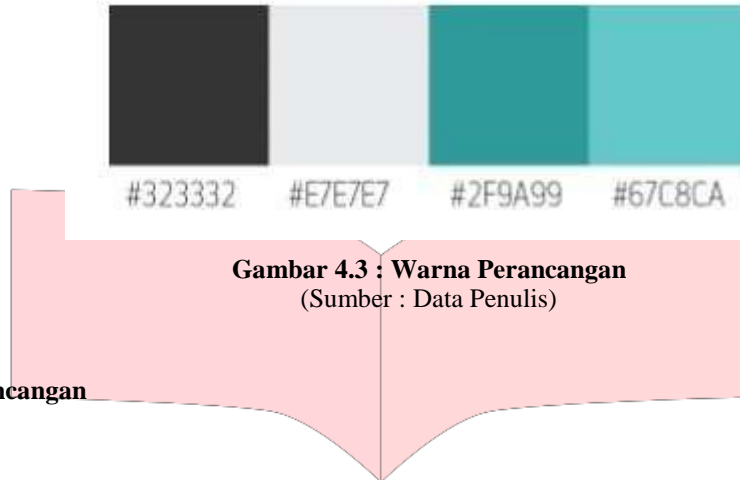 #323332 #E7E7E7 #2F9A99 #67C8CA
Gambar 4.3 : Warna Perancangan
(Sumber : Data Penulis)
ncangan